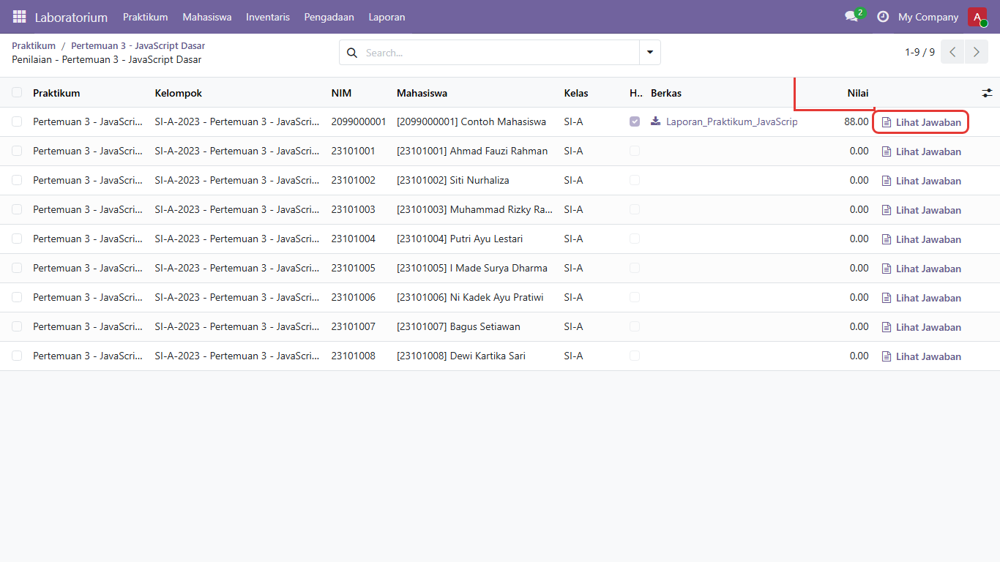 Laboratorium Praktikum Mahasiswa Inventaris Pengadaan Laporan 2 My Company A
Praktikum / Pertemuan 3 - JavaScript Dasar
Penilaian - Pertemuan 3 - JavaScript Dasar
Search...
1-9 / 9
Praktikum Kelompok NIM Mahasiswa Kelas H.. Berkas Nilai
Pertemuan 3 - JavaScri... SI-A-2023 - Pertemuan 3 - JavaScri... 2099000001 [2099000001] Contoh Mahasiswa SI-A Laporan_Praktikum_JavaScrip 88.00 Lihat Jawaban
Pertemuan 3 - JavaScri... SI-A-2023 - Pertemuan 3 - JavaScri... 23101001 [23101001] Ahmad Fauzi Rahman SI-A 0.00 Lihat Jawaban
Pertemuan 3 - JavaScri... SI-A-2023 - Pertemuan 3 - JavaScri... 23101002 [23101002] Siti Nurhaliza SI-A 0.00 Lihat Jawaban
Pertemuan 3 - JavaScri... SI-A-2023 - Pertemuan 3 - JavaScri... 23101003 [23101003] Muhammad Rizky Ra... SI-A 0.00 Lihat Jawaban
Pertemuan 3 - JavaScri... SI-A-2023 - Pertemuan 3 - JavaScri... 23101004 [23101004] Putri Ayu Lestari SI-A 0.00 Lihat Jawaban
Pertemuan 3 - JavaScri... SI-A-2023 - Pertemuan 3 - JavaScri... 23101005 [23101005] I Made Surya Dharma SI-A 0.00 Lihat Jawaban
Pertemuan 3 - JavaScri... SI-A-2023 - Pertemuan 3 - JavaScri... 23101006 [23101006] Ni Kadek Ayu Pratiwi SI-A 0.00 Lihat Jawaban
Pertemuan 3 - JavaScri... SI-A-2023 - Pertemuan 3 - JavaScri... 23101007 [23101007] Bagus Setiawan SI-A 0.00 Lihat Jawaban
Pertemuan 3 - JavaScri... SI-A-2023 - Pertemuan 3 - JavaScri... 23101008 [23101008] Dewi Kartika Sari SI-A 0.00 Lihat Jawaban